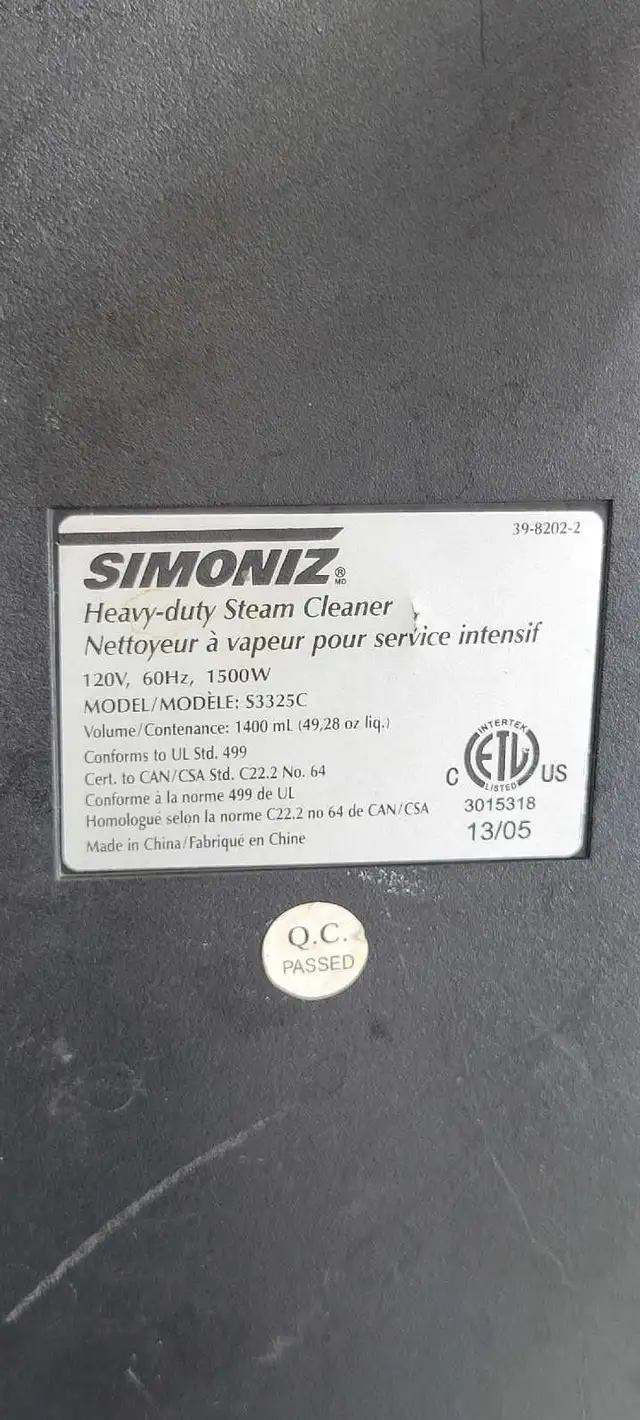 39-8202-2
SIMONIZ® MD
Heavy-duty Steam Cleaner
Nettoyeur à vapeur pour service intensif
120V, 60Hz, 1500W
MODEL/MODÈLE: S3325C
Volume/Contenance: 1400 mL (49,28 oz liq.)
Conforms to UL Std. 499
Cert. to CAN/CSA Std. C22.2 No. 64
Conforme à la norme 499 de UL
Homologué selon la norme C22.2 no 64 de CAN/CSA
Made in China/Fabriqué en Chine
INTERTEK
C ETL US
LISTED
3015318
13/05
Q.C.
PASSED